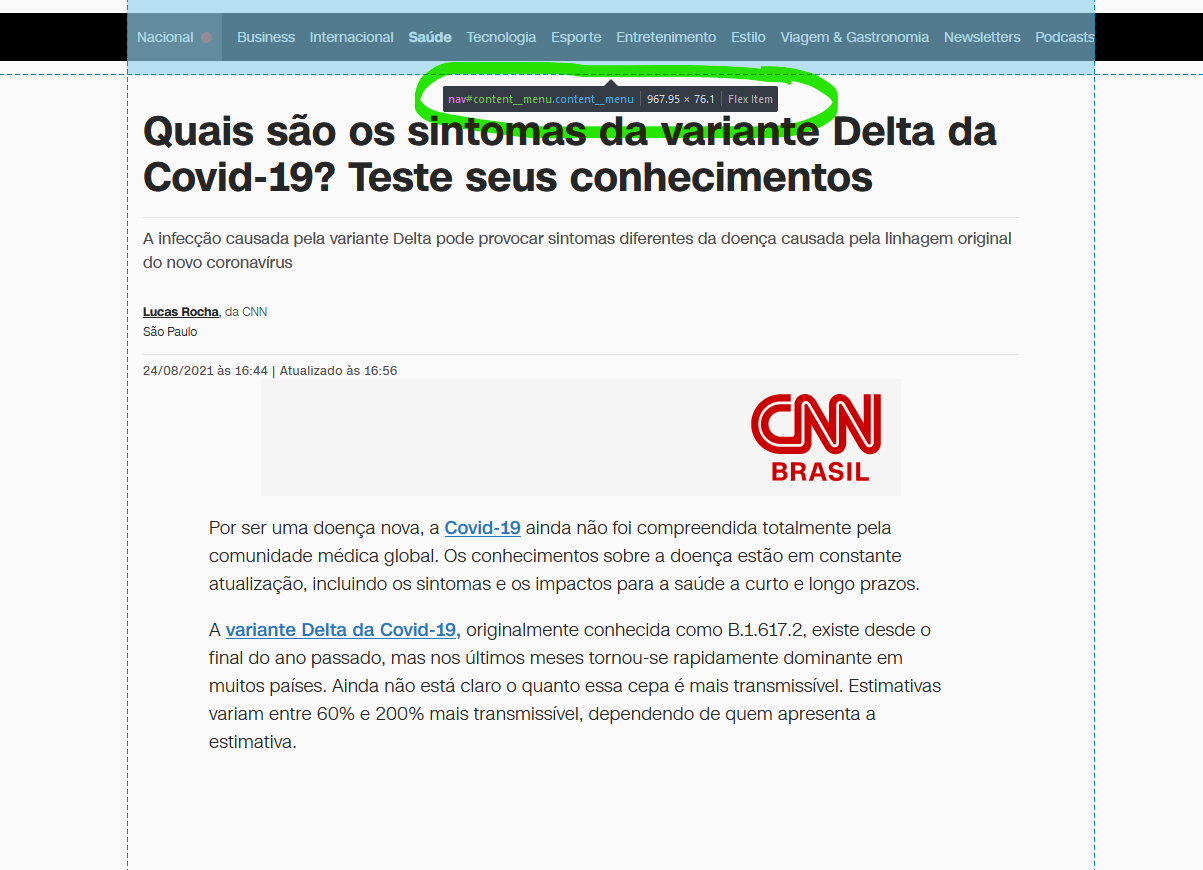 Nacional Business Internacional Saúde Tecnologia Esporte Entretenimento Estilo Viagem & Gastronomia Newsletters Podcasts
nav#content__menu.content__menu 967.95 × 76.1 Flex Item
Quais são os sintomas da variante Delta da
Covid-19? Teste seus conhecimentos
A infecção causada pela variante Delta pode provocar sintomas diferentes da doença causada pela linhagem original
do novo coronavírus
Lucas Rocha, da CNN
São Paulo
24/08/2021 às 16:44 | Atualizado às 16:56
CNN
BRASIL
Por ser uma doença nova, a Covid-19 ainda não foi compreendida totalmente pela
comunidade médica global. Os conhecimentos sobre a doença estão em constante
atualização, incluindo os sintomas e os impactos para a saúde a curto e longo prazos.
A variante Delta da Covid-19, originalmente conhecida como B.1.617.2, existe desde o
final do ano passado, mas nos últimos meses tornou-se rapidamente dominante em
muitos países. Ainda não está claro o quanto essa cepa é mais transmissível. Estimativas
variam entre 60% e 200% mais transmissível, dependendo de quem apresenta a
estimativa.